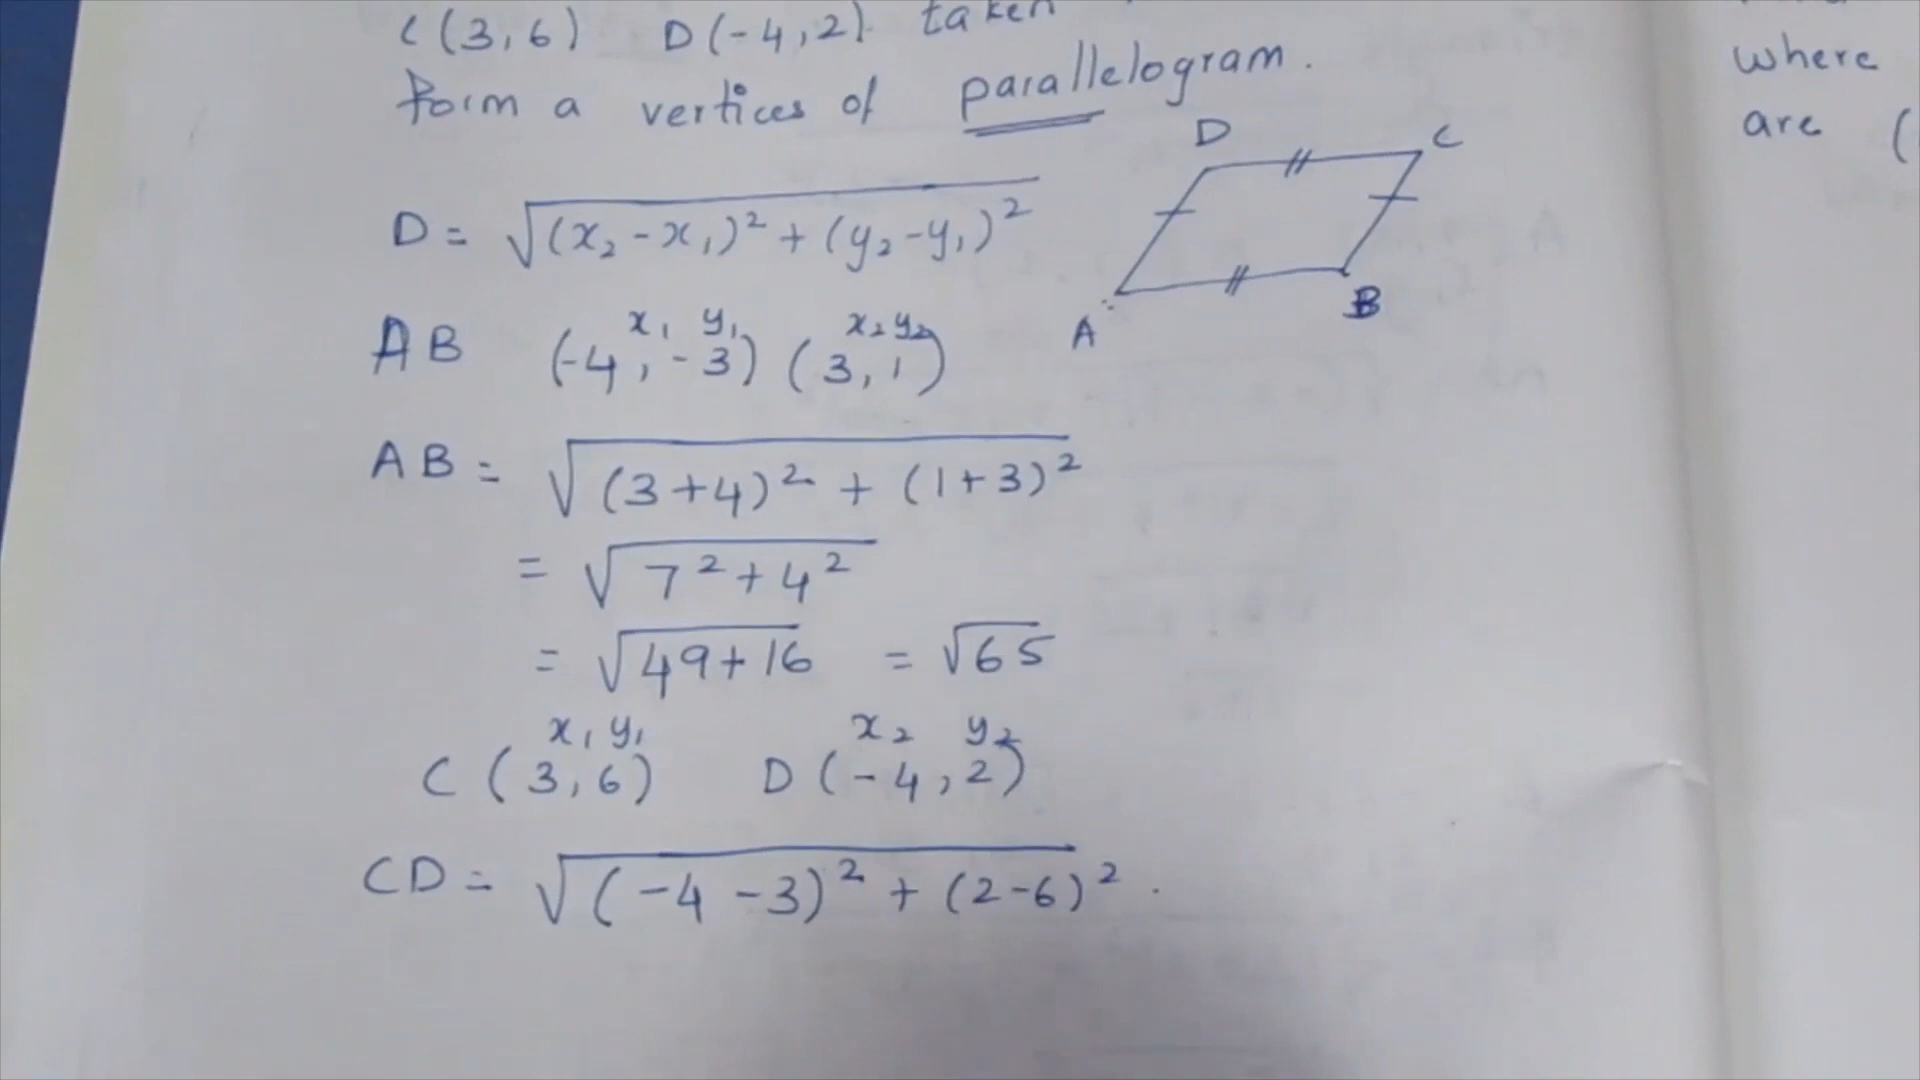 C(3,6) D(-4,2) taken
form a vertices of parallelogram.
D C
D = √(x₂-x₁)²+(y₂-y₁)²
A B
x₁ y₁ x₂ y₂
AB (-4,-3) (3,1)
AB = √(3+4)² + (1+3)²
= √7²+4²
= √49+16 = √65
x₁ y₁ x₂ y₂
C(3,6) D(-4,2)
CD = √(-4-3)² + (2-6)².
where
are (